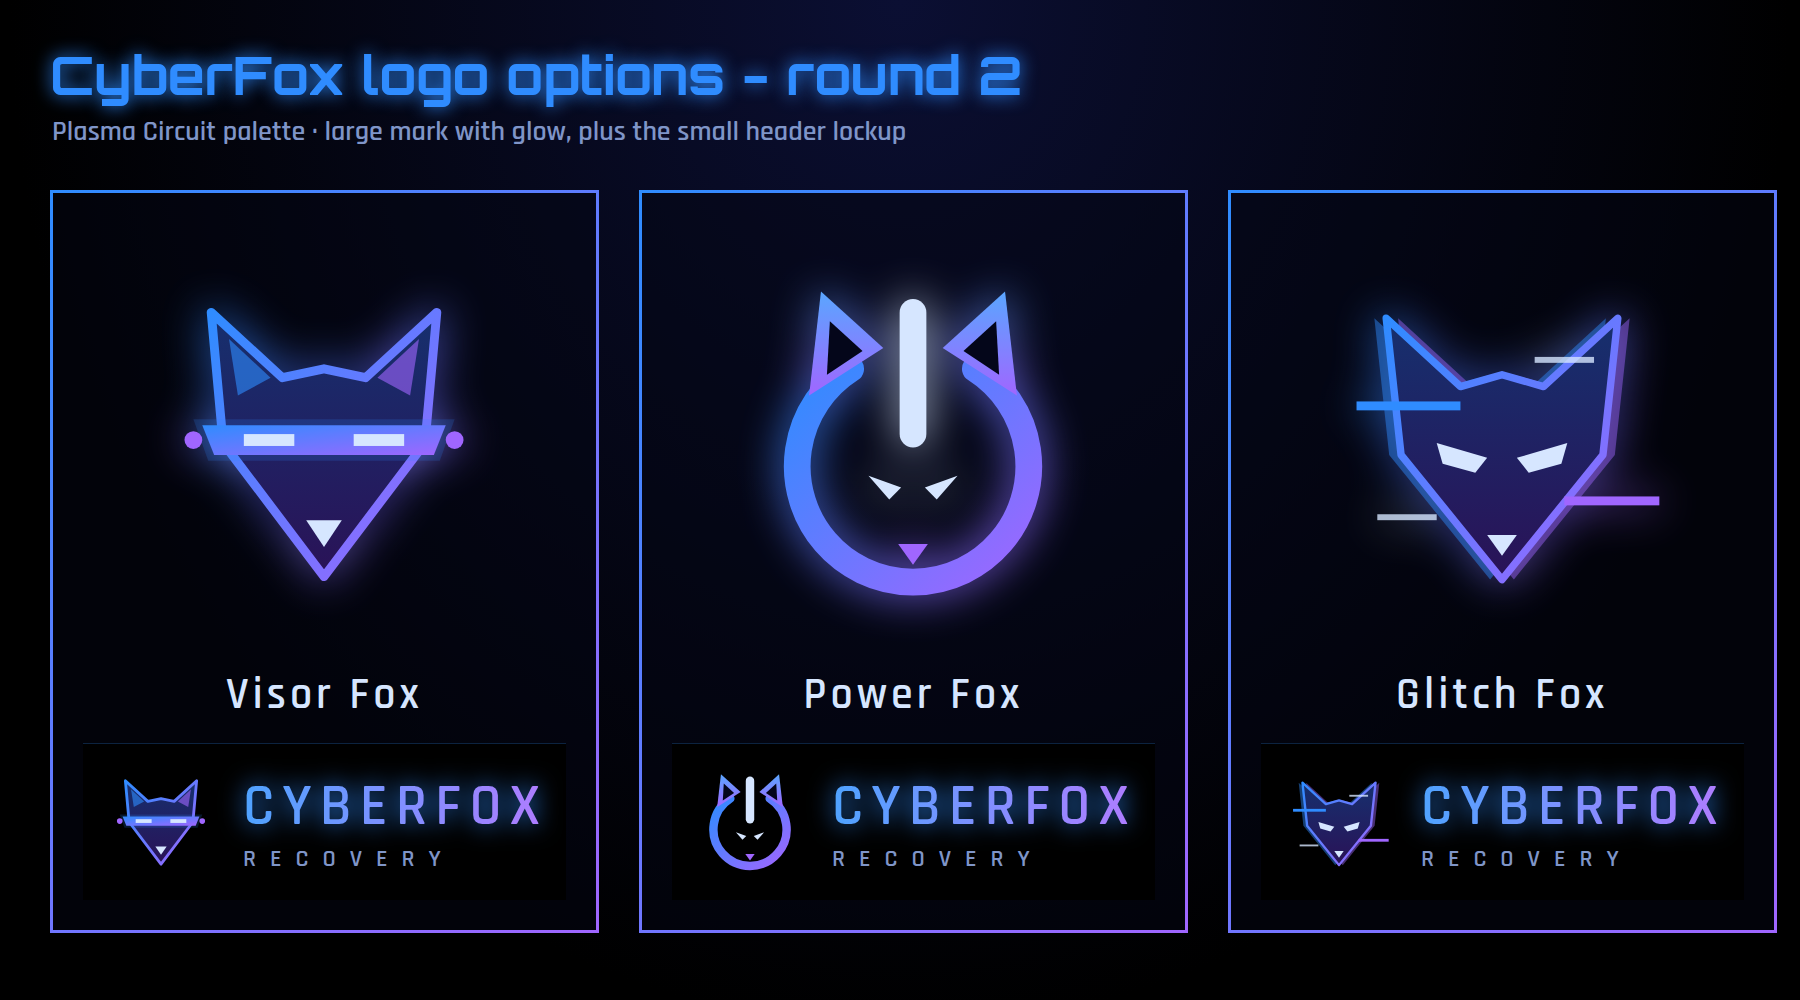 CyberFox logo options - round 2
Plasma Circuit palette · large mark with glow, plus the small header lockup
Visor Fox
CYBERFOX
RECOVERY
Power Fox
CYBERFOX
RECOVERY
Glitch Fox
CYBERFOX
RECOVERY